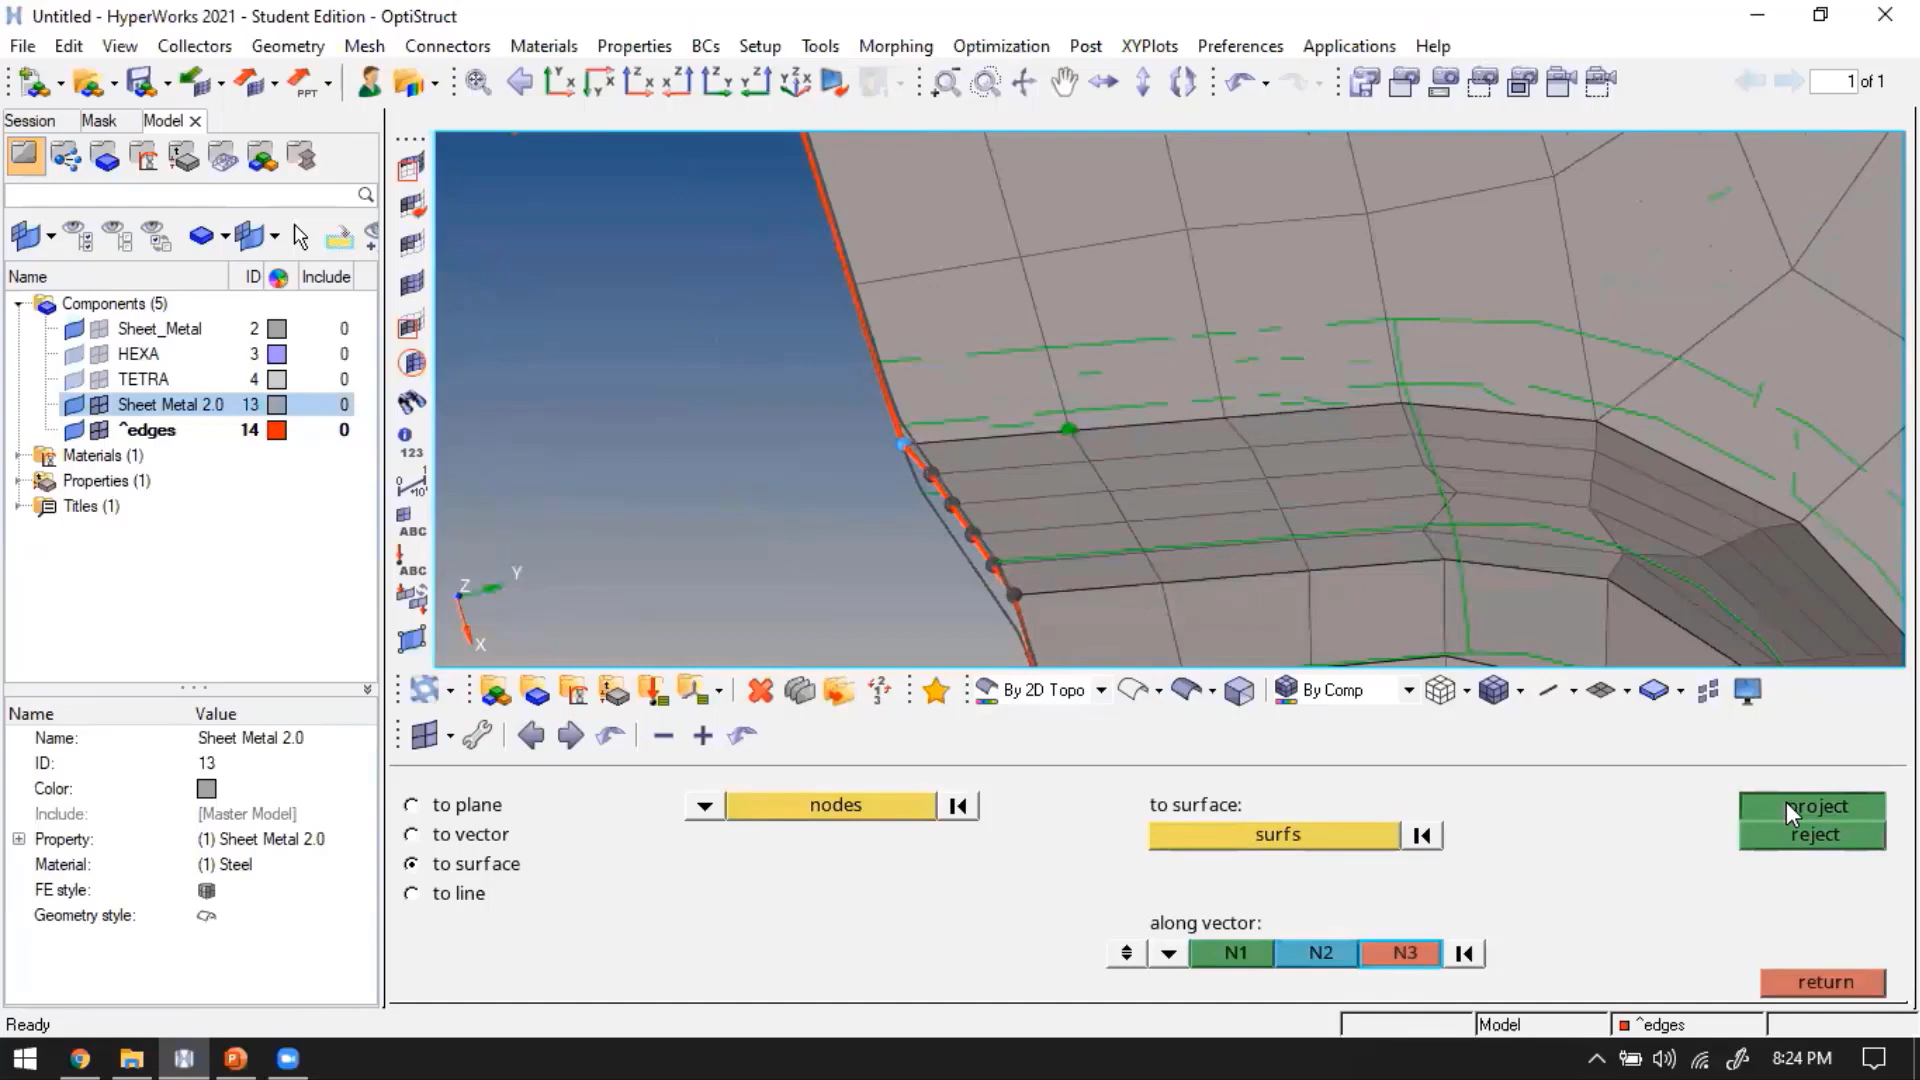 Untitled - HyperWorks 2021 - Student Edition - OptiStruct
File Edit View Collectors Geometry Mesh Connectors Materials Properties BCs Setup Tools Morphing Optimization Post XYPlots Preferences Applications Help
PPT
1 of 1
Session Mask Model
Name ID Include
Components (5)
Sheet_Metal 2 0
HEXA 3 0
TETRA 4 0
Sheet Metal 2.0 13 0
^edges 14 0
Materials (1)
Properties (1)
Titles (1)
123
ABC
ABC
Z Y
X
By 2D Topo By Comp
Name Value
Name: Sheet Metal 2.0
ID: 13
Color:
Include: [Master Model]
Property: (1) Sheet Metal 2.0
Material: (1) Steel
FE style:
Geometry style:
to plane nodes to surface: project
to vector surfs reject
to surface
to line
along vector:
N1 N2 N3
return
Ready Model ^edges
8:24 PM